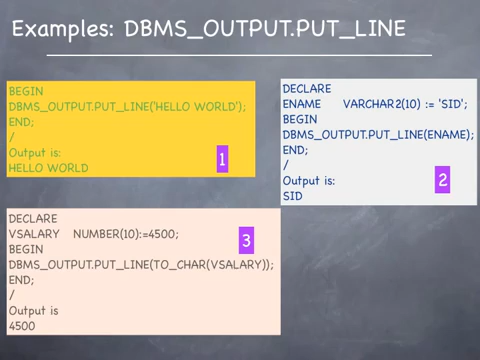 Examples: DBMS_OUTPUT.PUT_LINE
BEGIN
DBMS_OUTPUT.PUT_LINE('HELLO WORLD');
END;
/
Output is:
HELLO WORLD
1
DECLARE
ENAME VARCHAR2(10) := 'SID';
BEGIN
DBMS_OUTPUT.PUT_LINE(ENAME);
END;
/
Output is:
SID
2
DECLARE
VSALARY NUMBER(10):=4500;
BEGIN
DBMS_OUTPUT.PUT_LINE(TO_CHAR(VSALARY));
END;
/
Output is
4500
3